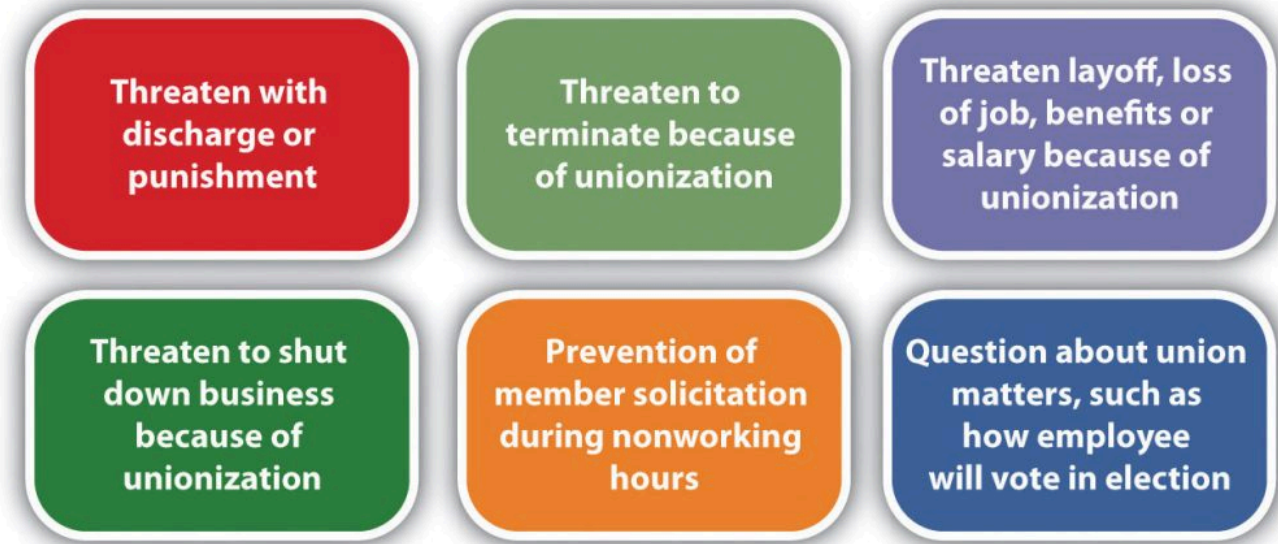 Threaten with
discharge or
punishment
Threaten to
terminate because
of unionization
Threaten layoff, loss
of job, benefits or
salary because of
unionization
Threaten to shut
down business
because of
unionization
Prevention of
member solicitation
during nonworking
hours
Question about union
matters, such as
how employee
will vote in election